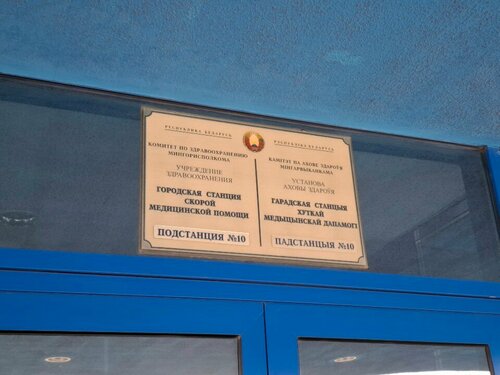 РЕСПУБЛИКА БЕЛАРУСЬ
КОМИТЕТ ПО ЗДРАВООХРАНЕНИЮ
МИНГОРИСПОЛКОМА
УЧРЕЖДЕНИЕ
ЗДРАВООХРАНЕНИЯ
ГОРОДСКАЯ СТАНЦИЯ
СКОРОЙ
МЕДИЦИНСКОЙ ПОМОЩИ
ПОДСТАНЦИЯ №10
РЭСПУБЛІКА БЕЛАРУСЬ
КАМІТЭТ ПА АХОВЕ ЗДАРОЎЯ
МІНГАРВЫКАНКАМА
УСТАНОВА
АХОВЫ ЗДАРОЎЯ
ГАРАДСКАЯ СТАНЦЫЯ
ХУТКАЙ
МЕДЫЦЫНСКАЙ ДАПАМОГІ
ПАДСТАНЦЫЯ №10